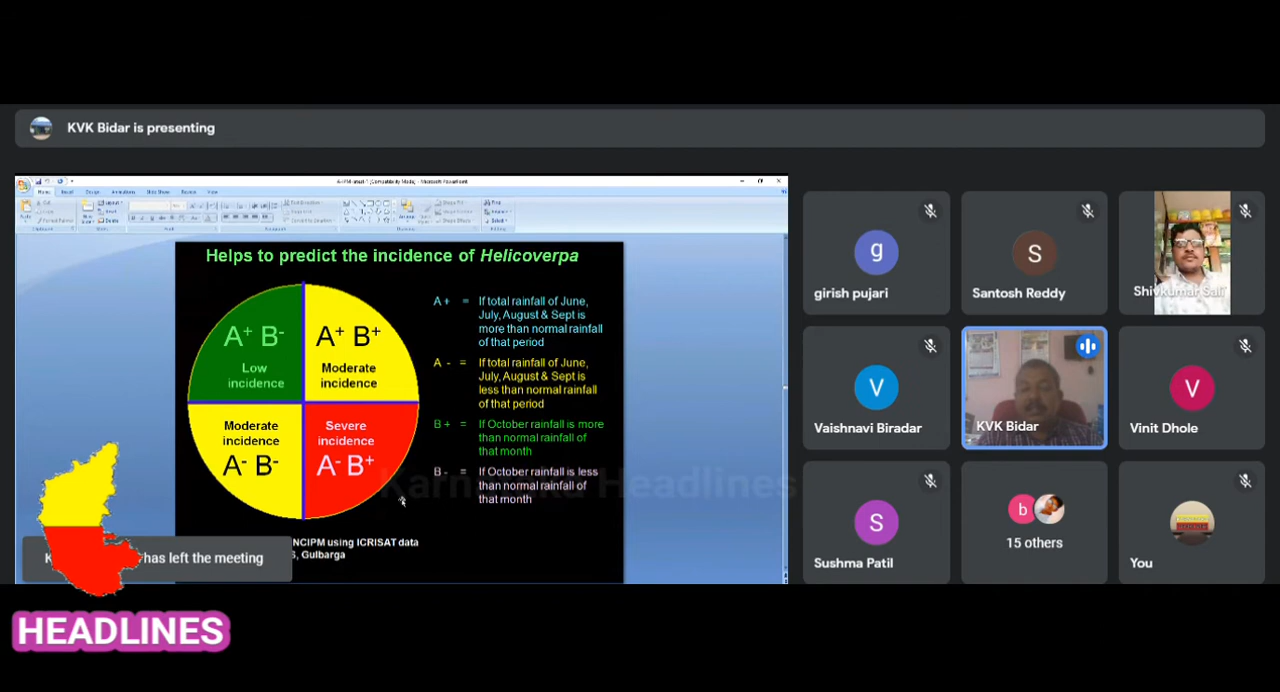 KVK Bidar is presenting
Helps to predict the incidence of Helicoverpa
A+ B-
Low
incidence
A+ B+
Moderate
incidence
Moderate
incidence
A- B-
Severe
incidence
A- B+
A + = If total rainfall of June,
July, August & Sept is
more than normal rainfall
of that period
A - = If total rainfall of June,
July, August & Sept is
less than normal rainfall
of that period
B + = If October rainfall is more
than normal rainfall of
that month
B - = If October rainfall is less
than normal rainfall of
that month
NCIPM using ICRISAT data
Gulbarga
has left the meeting
Karnataka Headlines
HEADLINES
g
girish pujari
S
Santosh Reddy
Shivkumar
V
Vaishnavi Biradar
KVK Bidar
V
Vinit Dhole
S
Sushma Patil
b
15 others
You